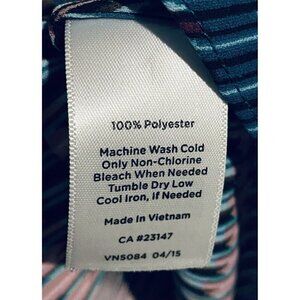 100% Polyester
Machine Wash Cold
Only Non-Chlorine
Bleach When Needed
Tumble Dry Low
Cool Iron, if Needed
Made In Vietnam
CA #23147
VN5084 04/15